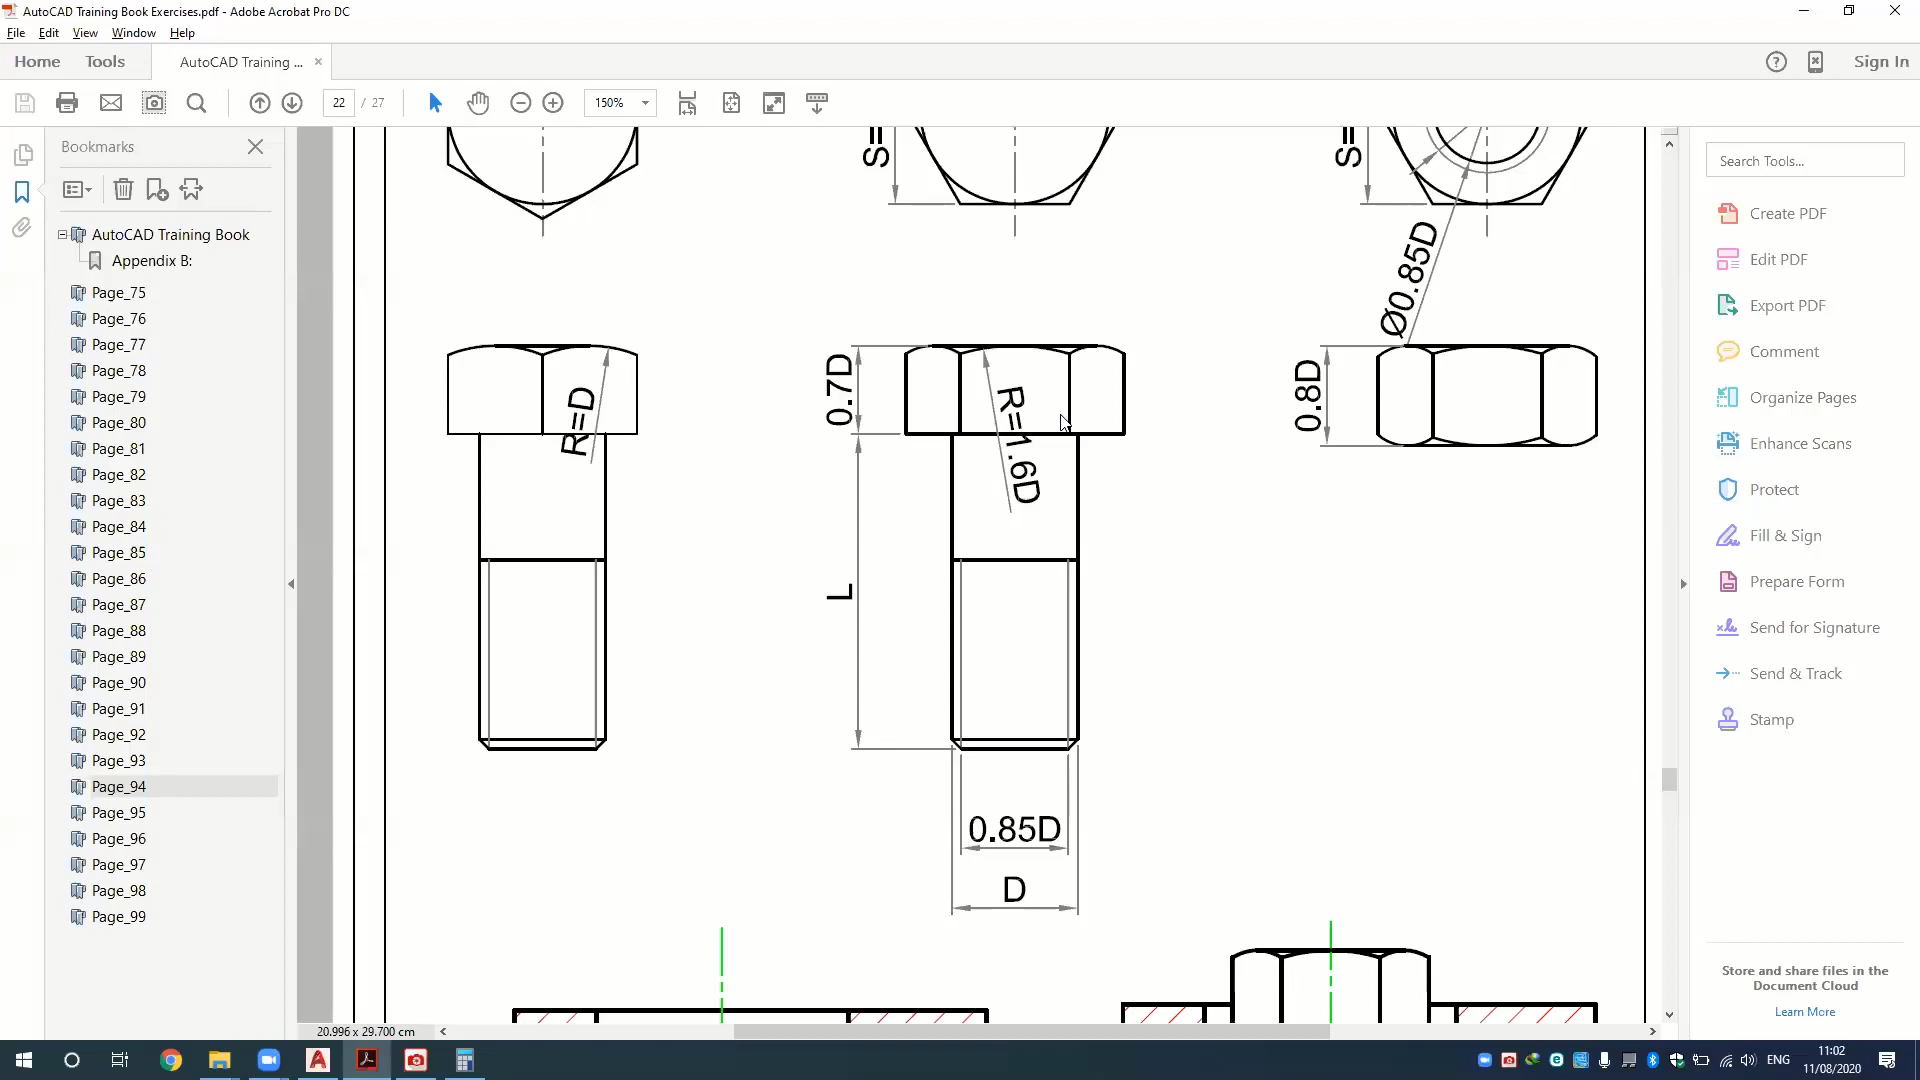 AutoCAD Training Book Exercises.pdf - Adobe Acrobat Pro DC
File Edit View Window Help
Home Tools AutoCAD Training ... × Sign In
22 / 27 150%
Bookmarks
AutoCAD Training Book
Appendix B:
Page_75
Page_76
Page_77
Page_78
Page_79
Page_80
Page_81
Page_82
Page_83
Page_84
Page_85
Page_86
Page_87
Page_88
Page_89
Page_90
Page_91
Page_92
Page_93
Page_94
Page_95
Page_96
Page_97
Page_98
Page_99
S=
S=
Ø0.85D
R=D
0.7D
R=1.6D
0.8D
L
0.85D
D
20.996 x 29.700 cm
Search Tools...
Create PDF
Edit PDF
Export PDF
Comment
Organize Pages
Enhance Scans
Protect
Fill & Sign
Prepare Form
Send for Signature
Send & Track
Stamp
Store and share files in the
Document Cloud
Learn More
ENG
11:02
11/08/2020